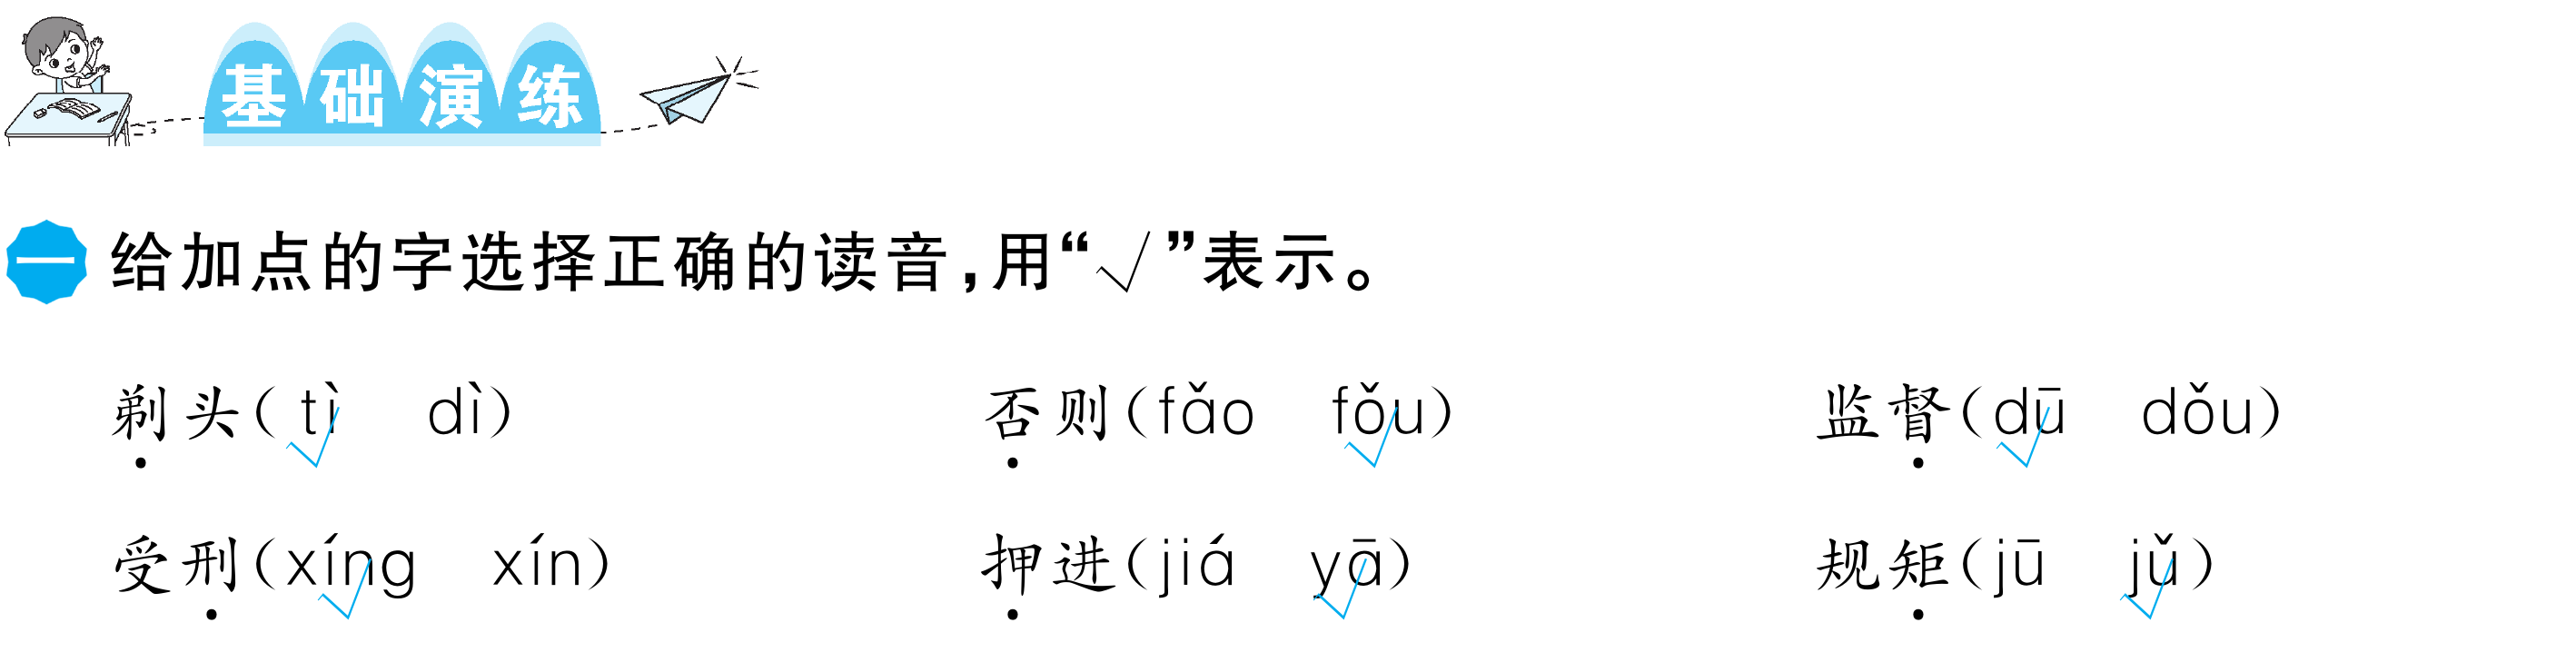 基础演练
一 给加点的字选择正确的读音,用“√”表示。
剃头(tì√ dì) 否则(fǎo fǒu√) 监督(dū√ dǒu)
受刑(xíng√ xín) 押进(jiá yā√) 规矩(jū jǔ√)